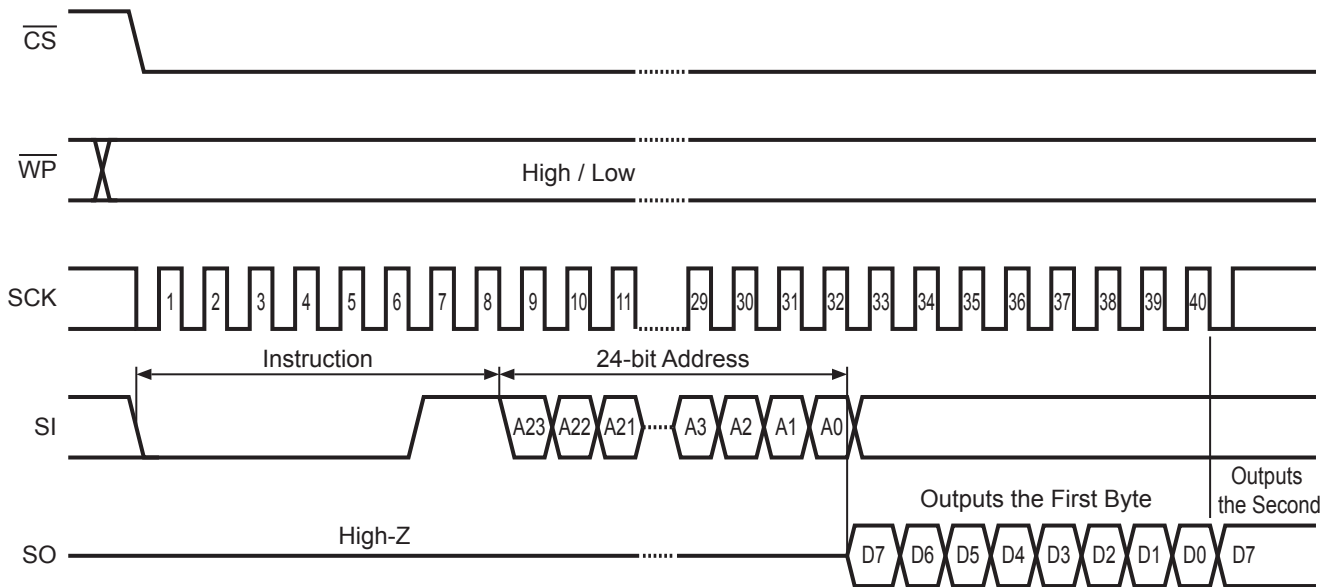 CS
WP
High / Low
SCK
1 2 3 4 5 6 7 8 9 10 11 29 30 31 32 33 34 35 36 37 38 39 40
Instruction
24-bit Address
SI
A23 A22 A21 A3 A2 A1 A0
Outputs the First Byte
Outputs
the Second
High-Z
SO
D7 D6 D5 D4 D3 D2 D1 D0 D7